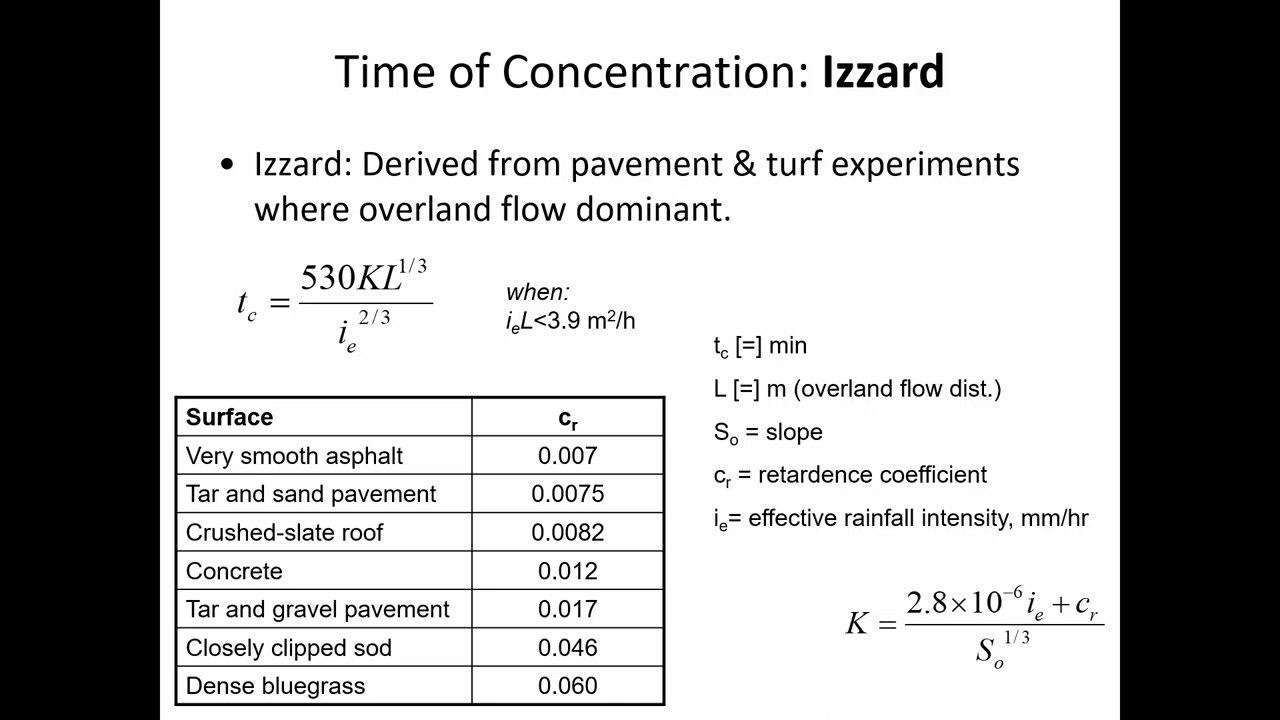 Time of Concentration: Izzard
• Izzard: Derived from pavement & turf experiments
where overland flow dominant.
t_c = 530KL^{1/3} / i_e^{2/3}
when:
i_eL<3.9 m²/h
t_c [=] min
L [=] m (overland flow dist.)
S_o = slope
c_r = retardence coefficient
i_e= effective rainfall intensity, mm/hr
Surface c_r
Very smooth asphalt 0.007
Tar and sand pavement 0.0075
Crushed-slate roof 0.0082
Concrete 0.012
Tar and gravel pavement 0.017
Closely clipped sod 0.046
Dense bluegrass 0.060
K = (2.8×10^{−6} i_e + c_r) / S_o^{1/3}